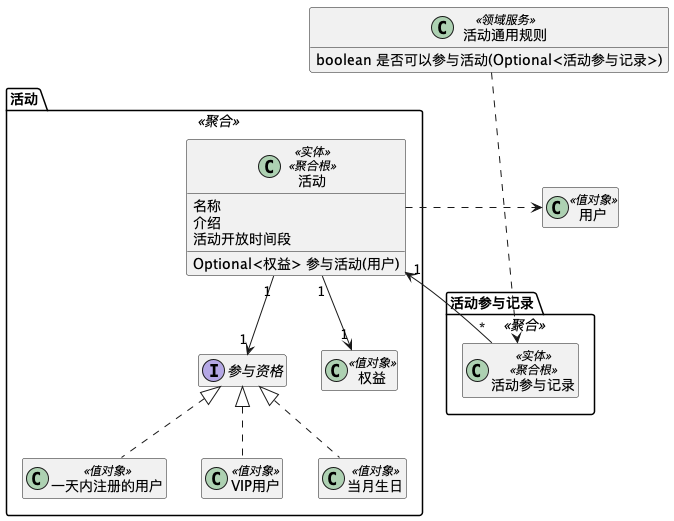 «领域服务»
C 活动通用规则
boolean 是否可以参与活动(Optional<活动参与记录>)
活动
«聚合»
«实体»
«聚合根»
C 活动
名称
介绍
活动开放时间段
Optional<权益> 参与活动(用户)
«值对象»
C 用户
1
1
1
活动参与记录
«聚合»
*
1
1
«实体»
«聚合根»
C 活动参与记录
I 参与资格
«值对象»
C 权益
«值对象»
C 一天内注册的用户
«值对象»
C VIP用户
«值对象»
C 当月生日